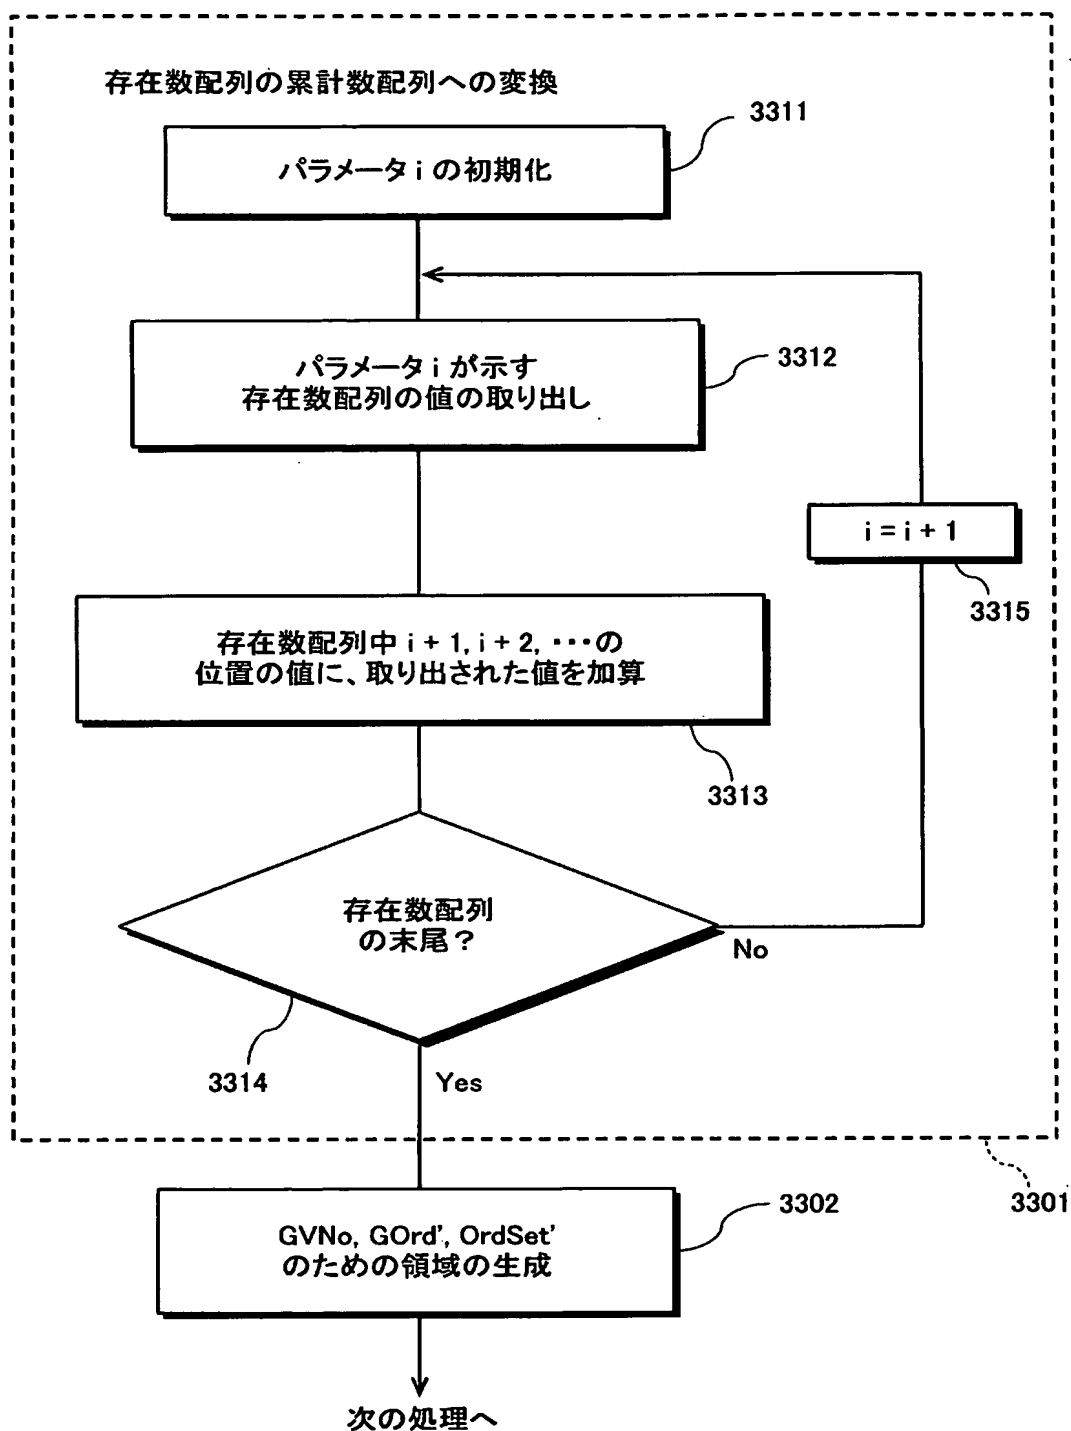 存在数配列の累計数配列への変換
3311
パラメータ i の初期化
パラメータ i が示す
存在数配列の値の取り出し
3312
i = i + 1
3315
存在数配列中 i + 1, i + 2, ・・・の
位置の値に、取り出された値を加算
3313
存在数配列
の末尾?
No
3314
Yes
3301
3302
GVNo, GOrd', OrdSet'
のための領域の生成
次の処理へ